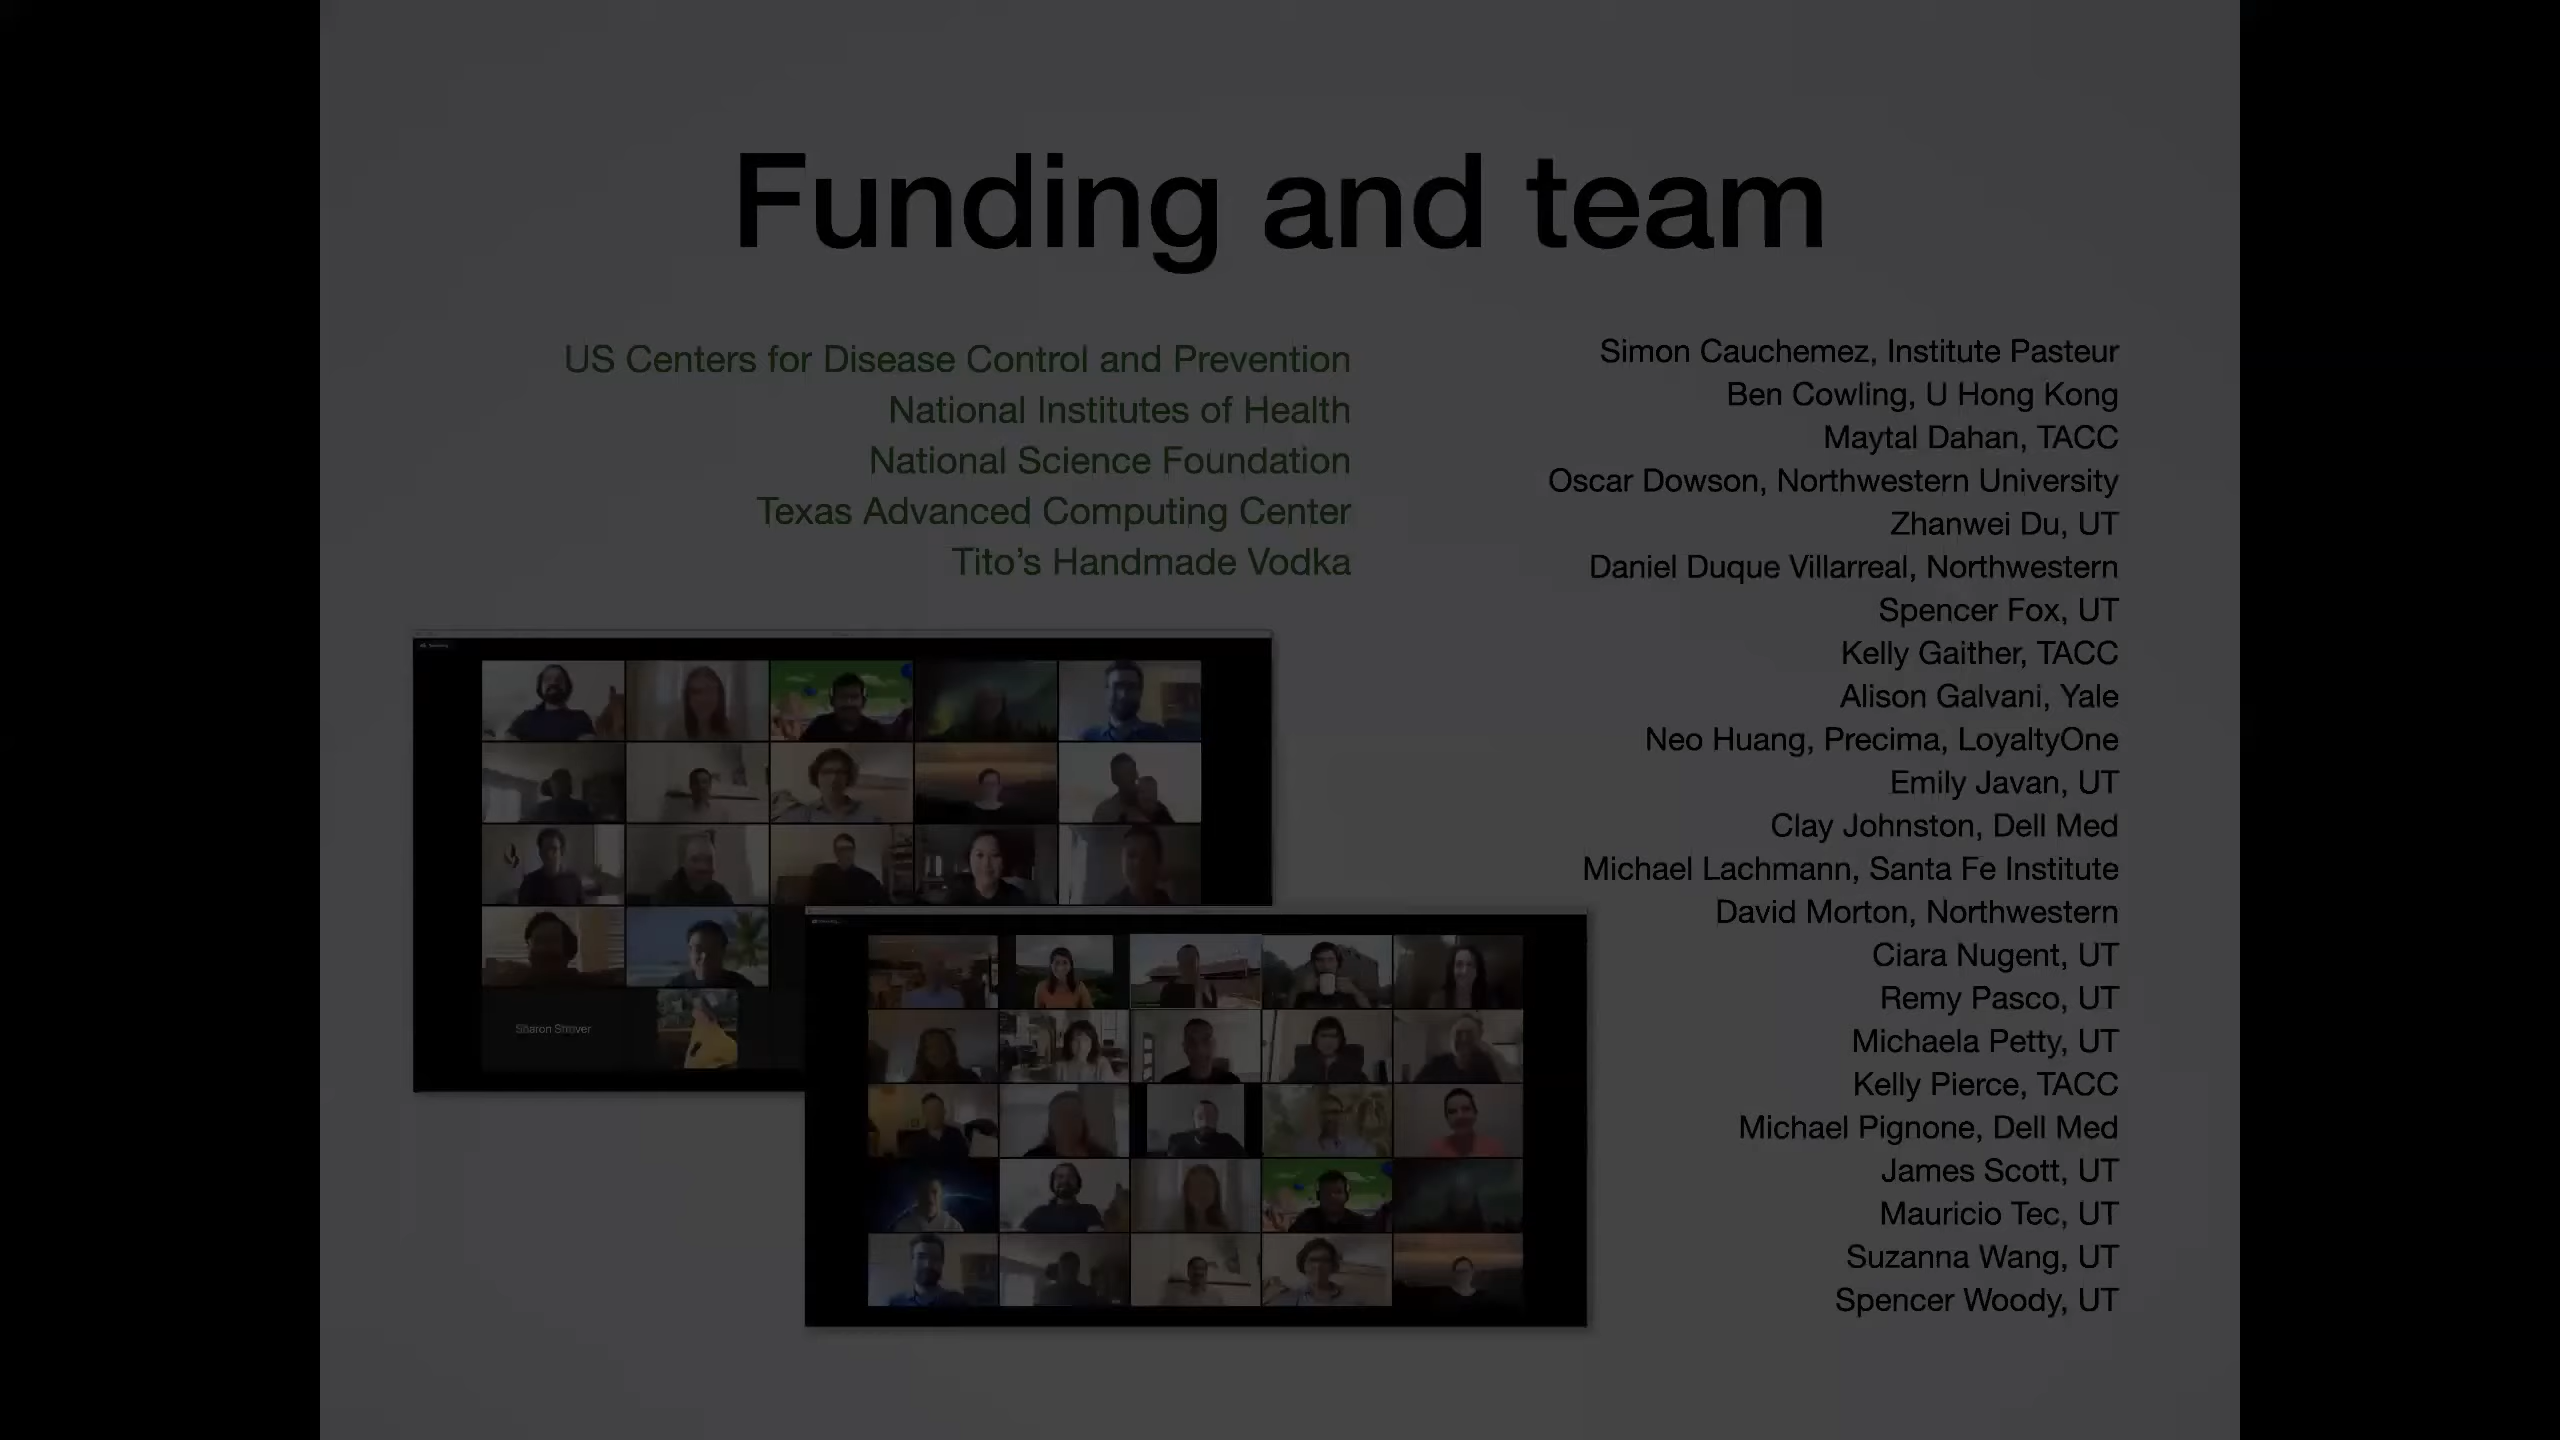 Funding and team
US Centers for Disease Control and Prevention
National Institutes of Health
National Science Foundation
Texas Advanced Computing Center
Tito's Handmade Vodka
Simon Cauchemez, Institute Pasteur
Ben Cowling, U Hong Kong
Maytal Dahan, TACC
Oscar Dowson, Northwestern University
Zhanwei Du, UT
Daniel Duque Villarreal, Northwestern
Spencer Fox, UT
Kelly Gaither, TACC
Alison Galvani, Yale
Neo Huang, Precima, LoyaltyOne
Emily Javan, UT
Clay Johnston, Dell Med
Michael Lachmann, Santa Fe Institute
David Morton, Northwestern
Ciara Nugent, UT
Remy Pasco, UT
Michaela Petty, UT
Kelly Pierce, TACC
Michael Pignone, Dell Med
James Scott, UT
Mauricio Tec, UT
Suzanna Wang, UT
Spencer Woody, UT
Sharon Strover